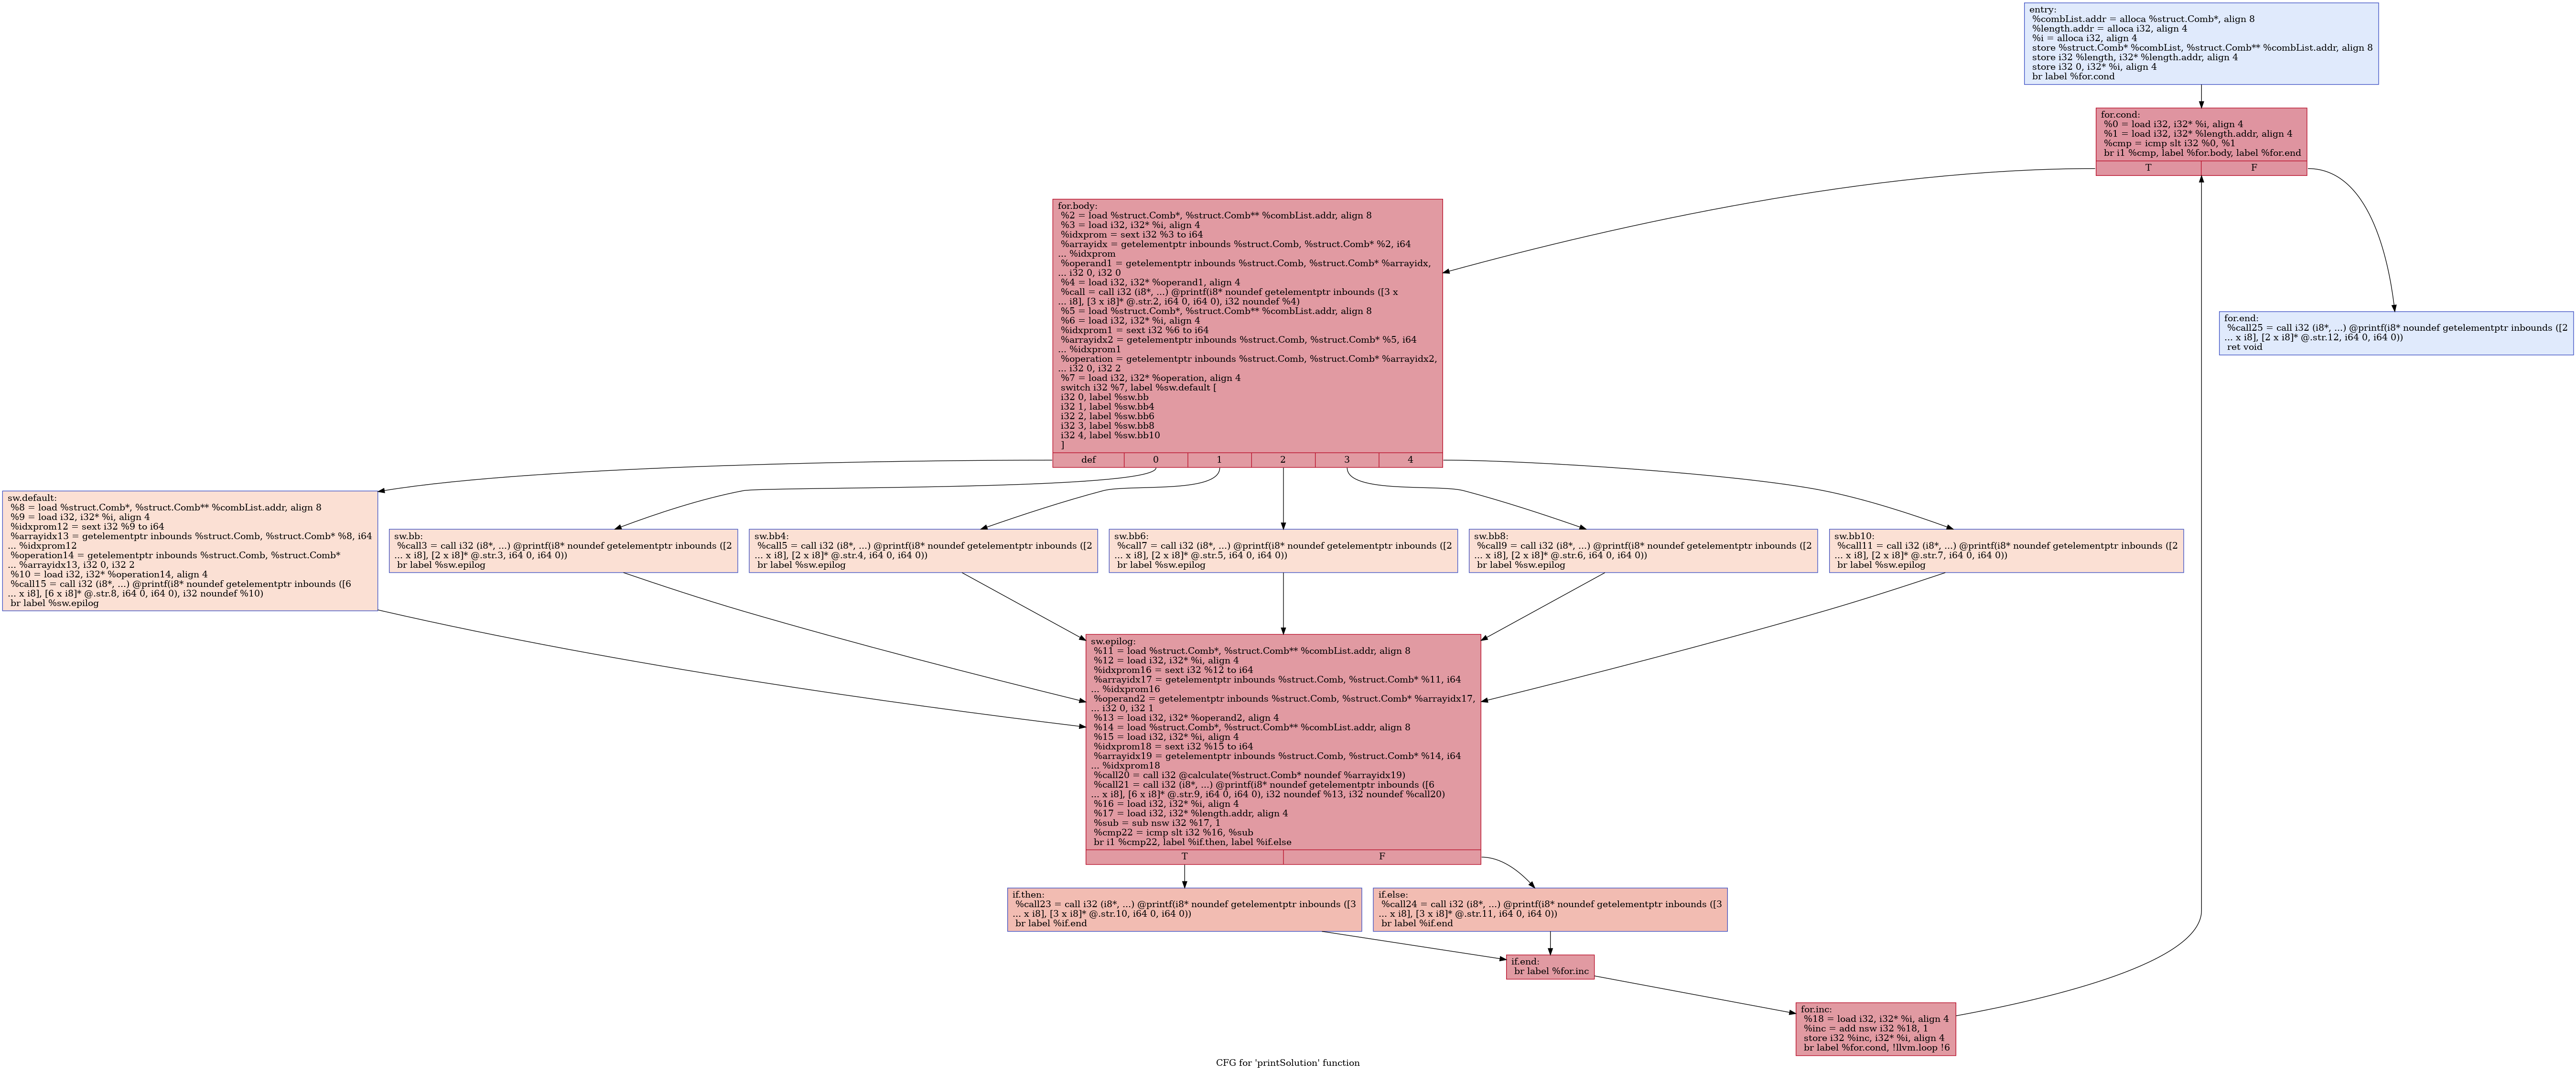 entry:
%combList.addr = alloca %struct.Comb*, align 8
%length.addr = alloca i32, align 4
%i = alloca i32, align 4
store %struct.Comb* %combList, %struct.Comb** %combList.addr, align 8
store i32 %length, i32* %length.addr, align 4
store i32 0, i32* %i, align 4
br label %for.cond
for.cond:
%0 = load i32, i32* %i, align 4
%1 = load i32, i32* %length.addr, align 4
%cmp = icmp slt i32 %0, %1
br i1 %cmp, label %for.body, label %for.end
T F
for.body:
%2 = load %struct.Comb*, %struct.Comb** %combList.addr, align 8
%3 = load i32, i32* %i, align 4
%idxprom = sext i32 %3 to i64
%arrayidx = getelementptr inbounds %struct.Comb, %struct.Comb* %2, i64
... %idxprom
%operand1 = getelementptr inbounds %struct.Comb, %struct.Comb* %arrayidx,
... i32 0, i32 0
%4 = load i32, i32* %operand1, align 4
%call = call i32 (i8*, ...) @printf(i8* noundef getelementptr inbounds ([3 x
... i8], [3 x i8]* @.str.2, i64 0, i64 0), i32 noundef %4)
%5 = load %struct.Comb*, %struct.Comb** %combList.addr, align 8
%6 = load i32, i32* %i, align 4
%idxprom1 = sext i32 %6 to i64
%arrayidx2 = getelementptr inbounds %struct.Comb, %struct.Comb* %5, i64
... %idxprom1
%operation = getelementptr inbounds %struct.Comb, %struct.Comb* %arrayidx2,
... i32 0, i32 2
%7 = load i32, i32* %operation, align 4
switch i32 %7, label %sw.default [
i32 0, label %sw.bb
i32 1, label %sw.bb4
i32 2, label %sw.bb6
i32 3, label %sw.bb8
i32 4, label %sw.bb10
]
def 0 1 2 3 4
for.end:
%call25 = call i32 (i8*, ...) @printf(i8* noundef getelementptr inbounds ([2
... x i8], [2 x i8]* @.str.12, i64 0, i64 0))
ret void
sw.default:
%8 = load %struct.Comb*, %struct.Comb** %combList.addr, align 8
%9 = load i32, i32* %i, align 4
%idxprom12 = sext i32 %9 to i64
%arrayidx13 = getelementptr inbounds %struct.Comb, %struct.Comb* %8, i64
... %idxprom12
%operation14 = getelementptr inbounds %struct.Comb, %struct.Comb*
... %arrayidx13, i32 0, i32 2
%10 = load i32, i32* %operation14, align 4
%call15 = call i32 (i8*, ...) @printf(i8* noundef getelementptr inbounds ([6
... x i8], [6 x i8]* @.str.8, i64 0, i64 0), i32 noundef %10)
br label %sw.epilog
sw.bb:
%call3 = call i32 (i8*, ...) @printf(i8* noundef getelementptr inbounds ([2
... x i8], [2 x i8]* @.str.3, i64 0, i64 0))
br label %sw.epilog
sw.bb4:
%call5 = call i32 (i8*, ...) @printf(i8* noundef getelementptr inbounds ([2
... x i8], [2 x i8]* @.str.4, i64 0, i64 0))
br label %sw.epilog
sw.bb6:
%call7 = call i32 (i8*, ...) @printf(i8* noundef getelementptr inbounds ([2
... x i8], [2 x i8]* @.str.5, i64 0, i64 0))
br label %sw.epilog
sw.bb8:
%call9 = call i32 (i8*, ...) @printf(i8* noundef getelementptr inbounds ([2
... x i8], [2 x i8]* @.str.6, i64 0, i64 0))
br label %sw.epilog
sw.bb10:
%call11 = call i32 (i8*, ...) @printf(i8* noundef getelementptr inbounds ([2
... x i8], [2 x i8]* @.str.7, i64 0, i64 0))
br label %sw.epilog
sw.epilog:
%11 = load %struct.Comb*, %struct.Comb** %combList.addr, align 8
%12 = load i32, i32* %i, align 4
%idxprom16 = sext i32 %12 to i64
%arrayidx17 = getelementptr inbounds %struct.Comb, %struct.Comb* %11, i64
... %idxprom16
%operand2 = getelementptr inbounds %struct.Comb, %struct.Comb* %arrayidx17,
... i32 0, i32 1
%13 = load i32, i32* %operand2, align 4
%14 = load %struct.Comb*, %struct.Comb** %combList.addr, align 8
%15 = load i32, i32* %i, align 4
%idxprom18 = sext i32 %15 to i64
%arrayidx19 = getelementptr inbounds %struct.Comb, %struct.Comb* %14, i64
... %idxprom18
%call20 = call i32 @calculate(%struct.Comb* noundef %arrayidx19)
%call21 = call i32 (i8*, ...) @printf(i8* noundef getelementptr inbounds ([6
... x i8], [6 x i8]* @.str.9, i64 0, i64 0), i32 noundef %13, i32 noundef %call20)
%16 = load i32, i32* %i, align 4
%17 = load i32, i32* %length.addr, align 4
%sub = sub nsw i32 %17, 1
%cmp22 = icmp slt i32 %16, %sub
br i1 %cmp22, label %if.then, label %if.else
T F
if.then:
%call23 = call i32 (i8*, ...) @printf(i8* noundef getelementptr inbounds ([3
... x i8], [3 x i8]* @.str.10, i64 0, i64 0))
br label %if.end
if.else:
%call24 = call i32 (i8*, ...) @printf(i8* noundef getelementptr inbounds ([3
... x i8], [3 x i8]* @.str.11, i64 0, i64 0))
br label %if.end
if.end:
br label %for.inc
for.inc:
%18 = load i32, i32* %i, align 4
%inc = add nsw i32 %18, 1
store i32 %inc, i32* %i, align 4
br label %for.cond, !llvm.loop !6
CFG for 'printSolution' function